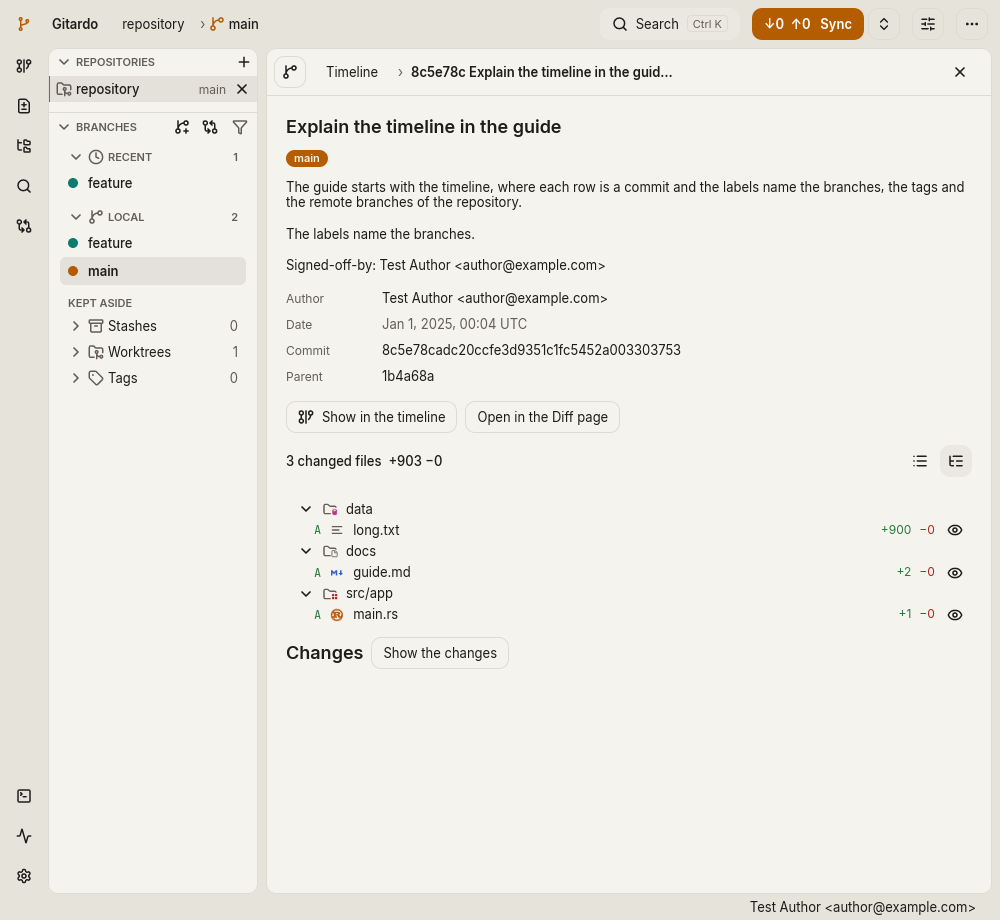 Gitardo
repository › main
Search Ctrl K
↓0 ↑0 Sync
REPOSITORIES
repository main
BRANCHES
RECENT 1
feature
LOCAL 2
feature
main
KEPT ASIDE
Stashes 0
Worktrees 1
Tags 0
Timeline › 8c5e78c Explain the timeline in the guid…
Explain the timeline in the guide
main
The guide starts with the timeline, where each row is a commit and the labels name the branches, the tags and
the remote branches of the repository.
The labels name the branches.
Signed-off-by: Test Author <author@example.com>
Author Test Author <author@example.com>
Date Jan 1, 2025, 00:04 UTC
Commit 8c5e78cadc20ccfe3d9351c1fc5452a003303753
Parent 1b4a68a
Show in the timeline
Open in the Diff page
3 changed files +903 −0
data
A long.txt +900 −0
docs
A guide.md +2 −0
src/app
A main.rs +1 −0
Changes
Show the changes
Test Author <author@example.com>